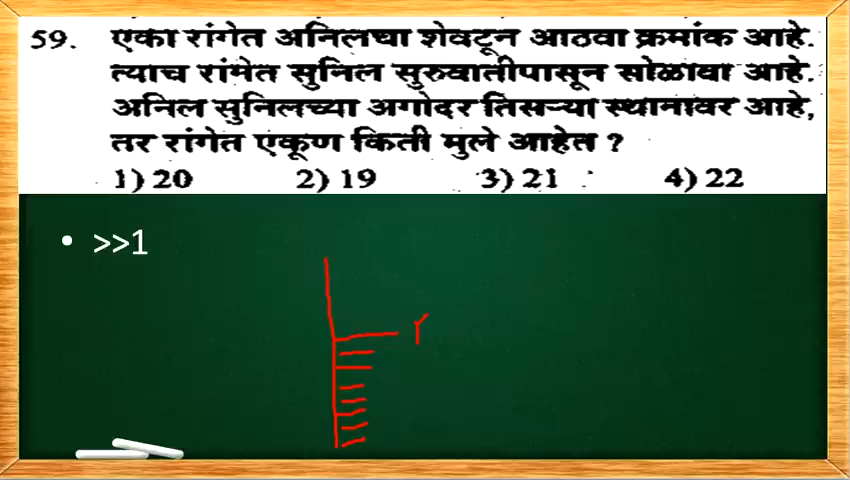 59. एका रांगेत अनिलचा शेवटून आठवा क्रमांक आहे.
त्याच रांगेत सुनिल सुरुवातीपासून सोळावा आहे.
अनिल सुनिलच्या अगोदर तिसऱ्या स्थानावर आहे,
तर रांगेत एकूण किती मुले आहेत ?
1) 20 2) 19 3) 21 4) 22
• >>1